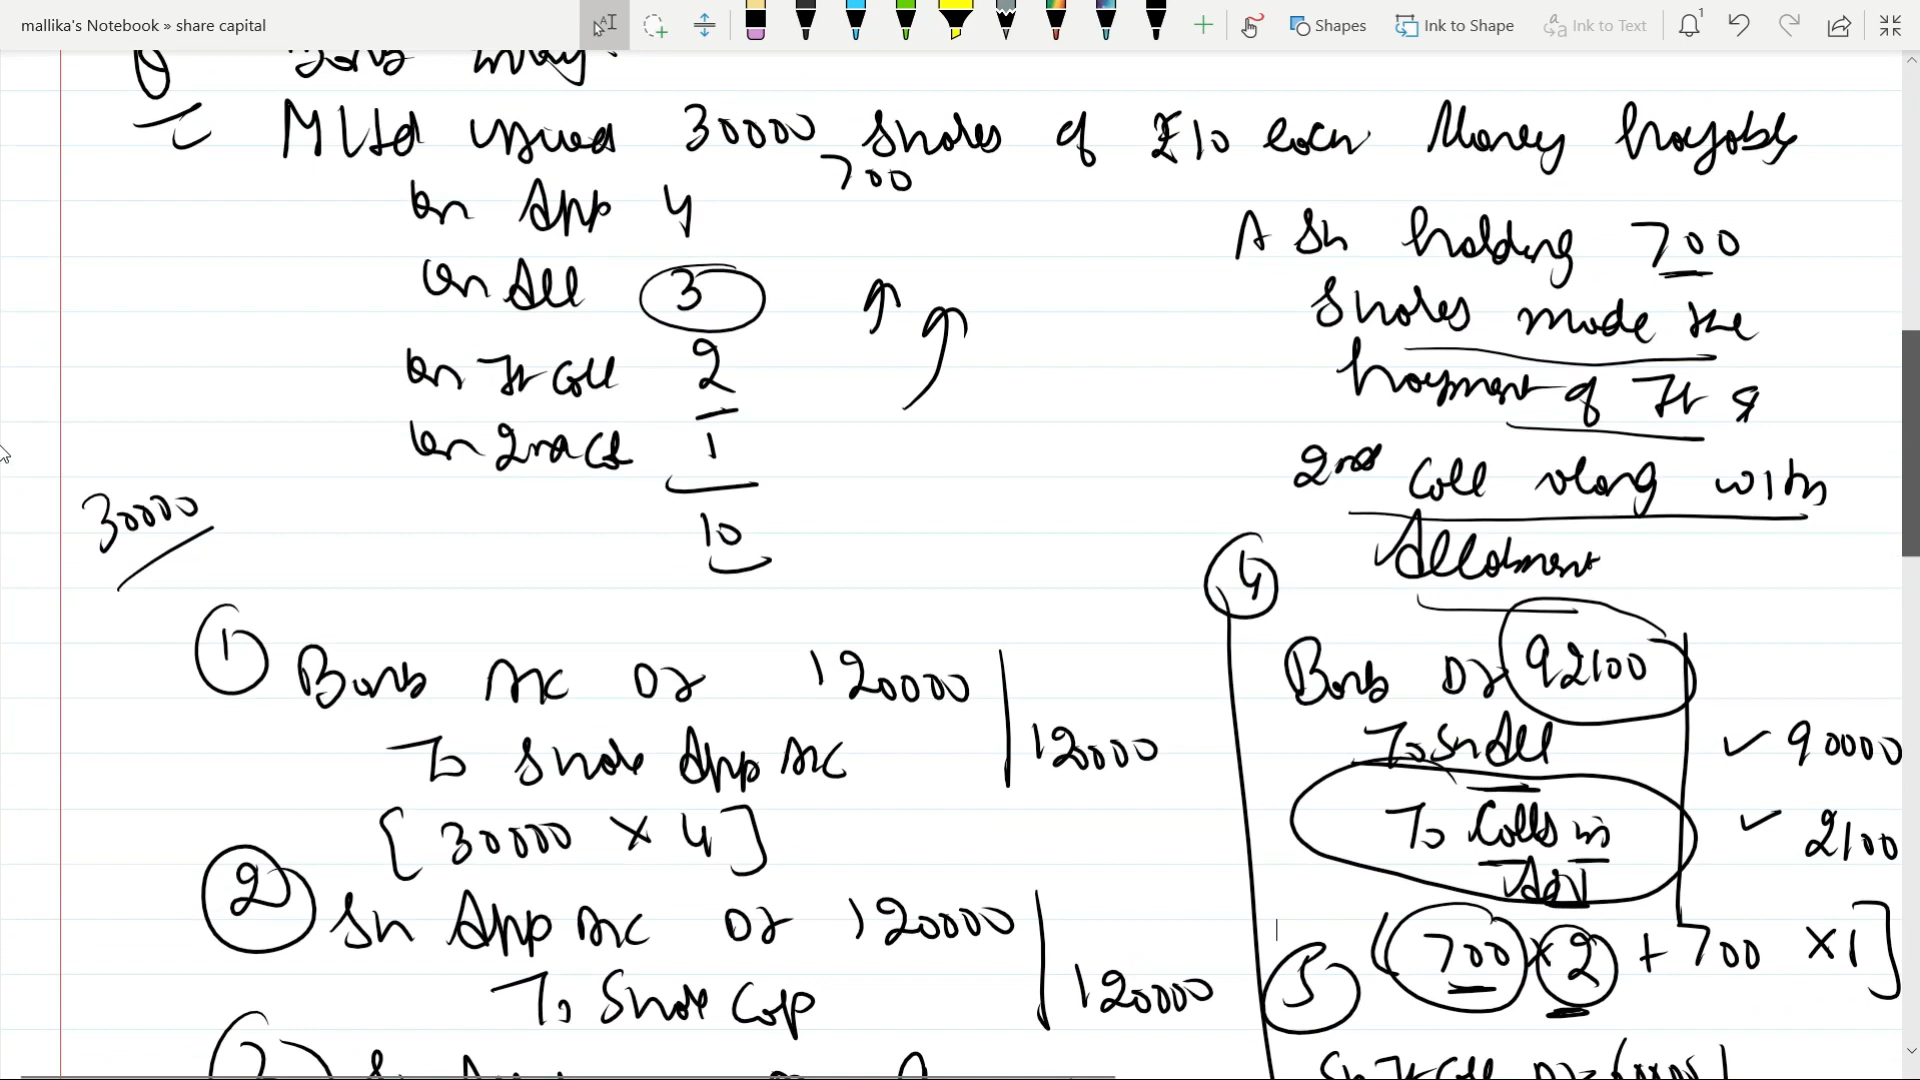 mallika's Notebook » share capital
Shapes
Ink to Shape
Ink to Text
1
Q
M Ltd issued 30000 shares of ₹10 each Money payable
700
on App 4
on All 3
on Ist Call 2
on 2nd Call 1
10
30000
A Sh holding 700
Shares made the
payment of Ist &
2nd Call along with
Allotment
① Bank A/c Dr 120000
To Share App A/c 12000
[ 30000 × 4 ]
② Sh App A/c Dr 120000
To Share Cap 120000
④
Bank Dr 92100
To Sh All ✓ 90000
To Calls in ✓ 2100
Adv
⑤ (700 × 2 + 700 × 1]